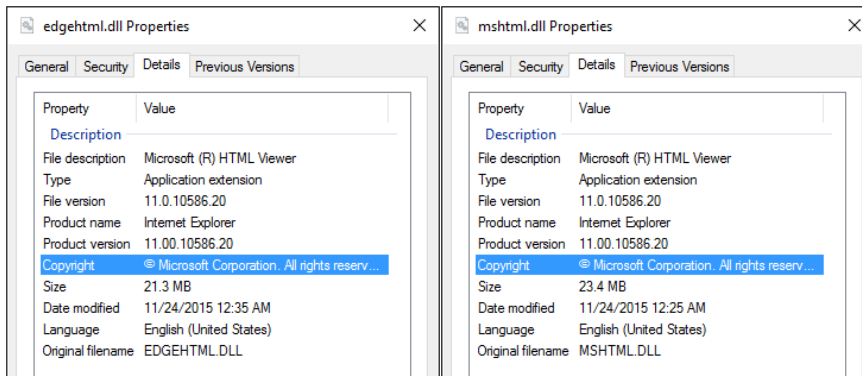 edgehtml.dll Properties
General Security Details Previous Versions
Property Value
Description
File description Microsoft (R) HTML Viewer
Type Application extension
File version 11.0.10586.20
Product name Internet Explorer
Product version 11.00.10586.20
Copyright © Microsoft Corporation. All rights reserv...
Size 21.3 MB
Date modified 11/24/2015 12:35 AM
Language English (United States)
Original filename EDGEHTML.DLL
mshtml.dll Properties
General Security Details Previous Versions
Property Value
Description
File description Microsoft (R) HTML Viewer
Type Application extension
File version 11.0.10586.20
Product name Internet Explorer
Product version 11.00.10586.20
Copyright © Microsoft Corporation. All rights reserv...
Size 23.4 MB
Date modified 11/24/2015 12:25 AM
Language English (United States)
Original filename MSHTML.DLL